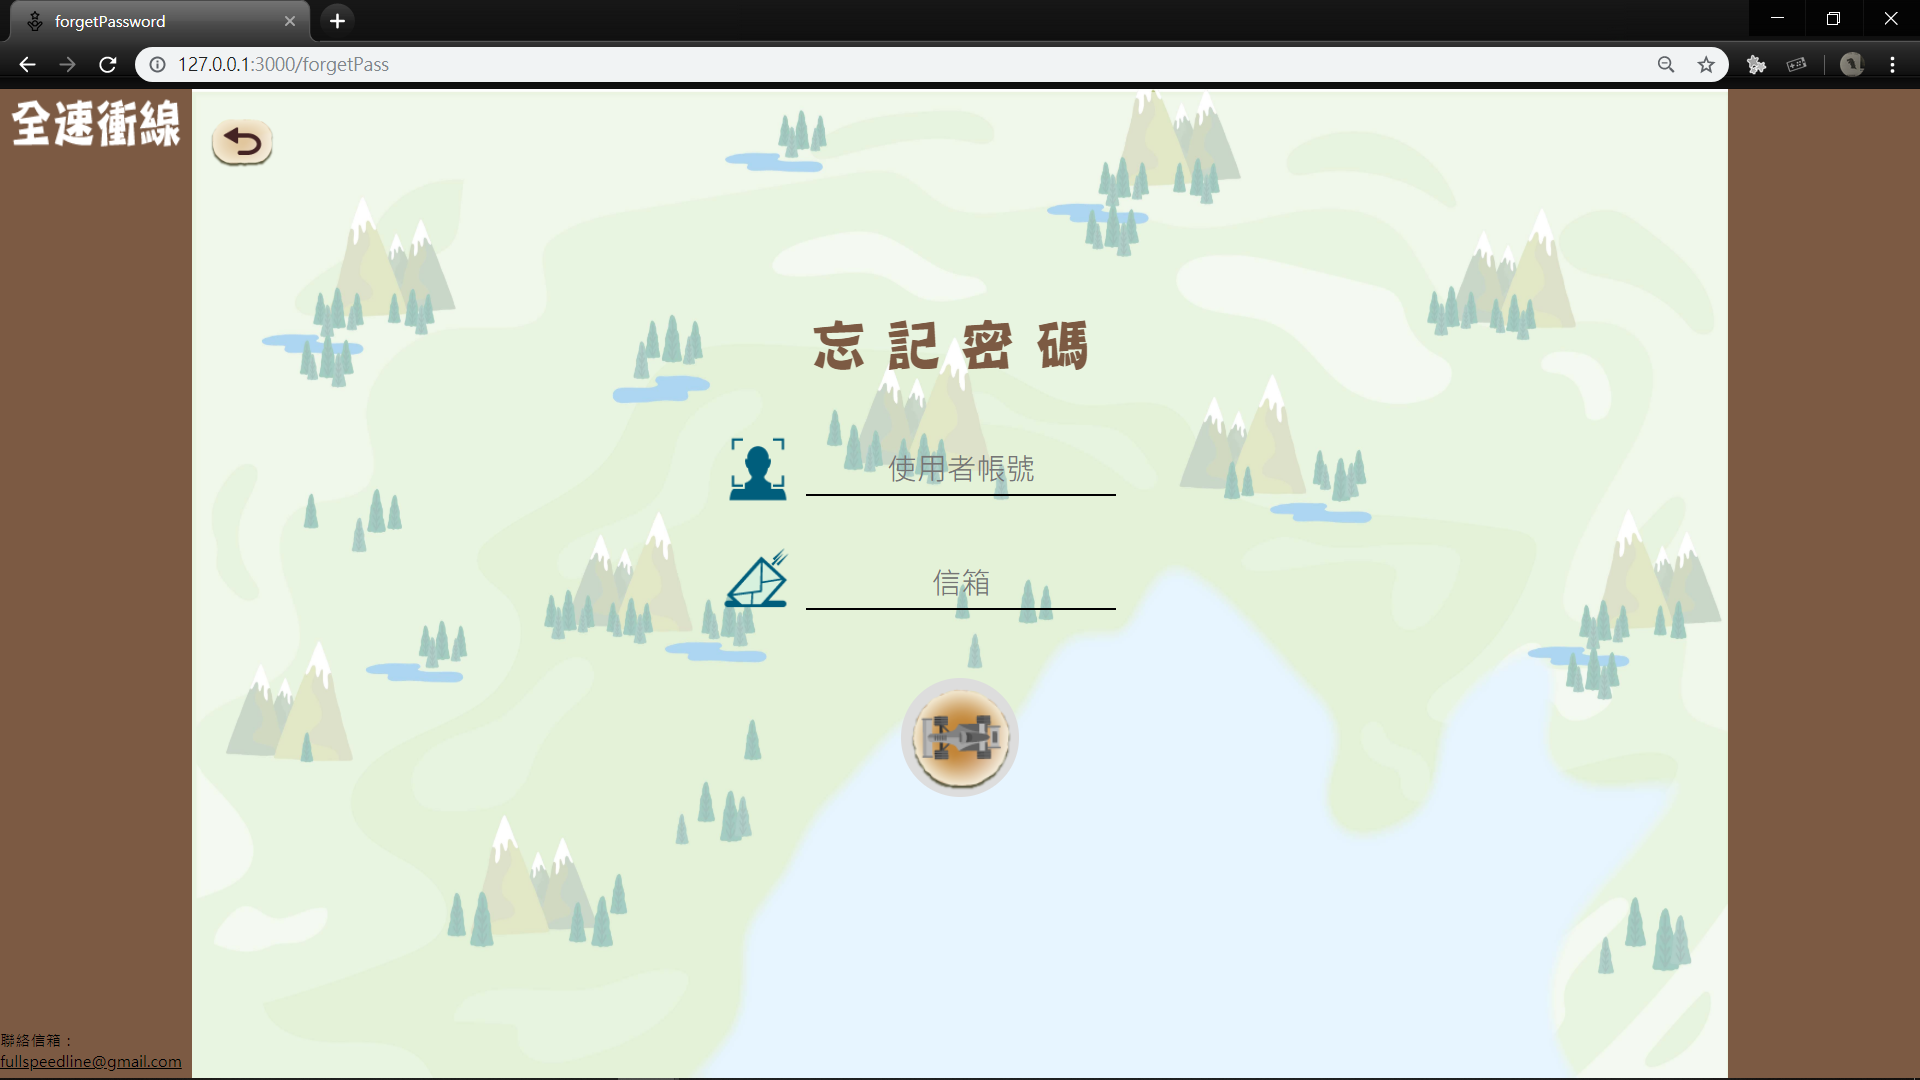 forgetPassword
127.0.0.1:3000/forgetPass
全速衝線
忘記密碼
使用者帳號
信箱
聯絡信箱：
fullspeedline@gmail.com